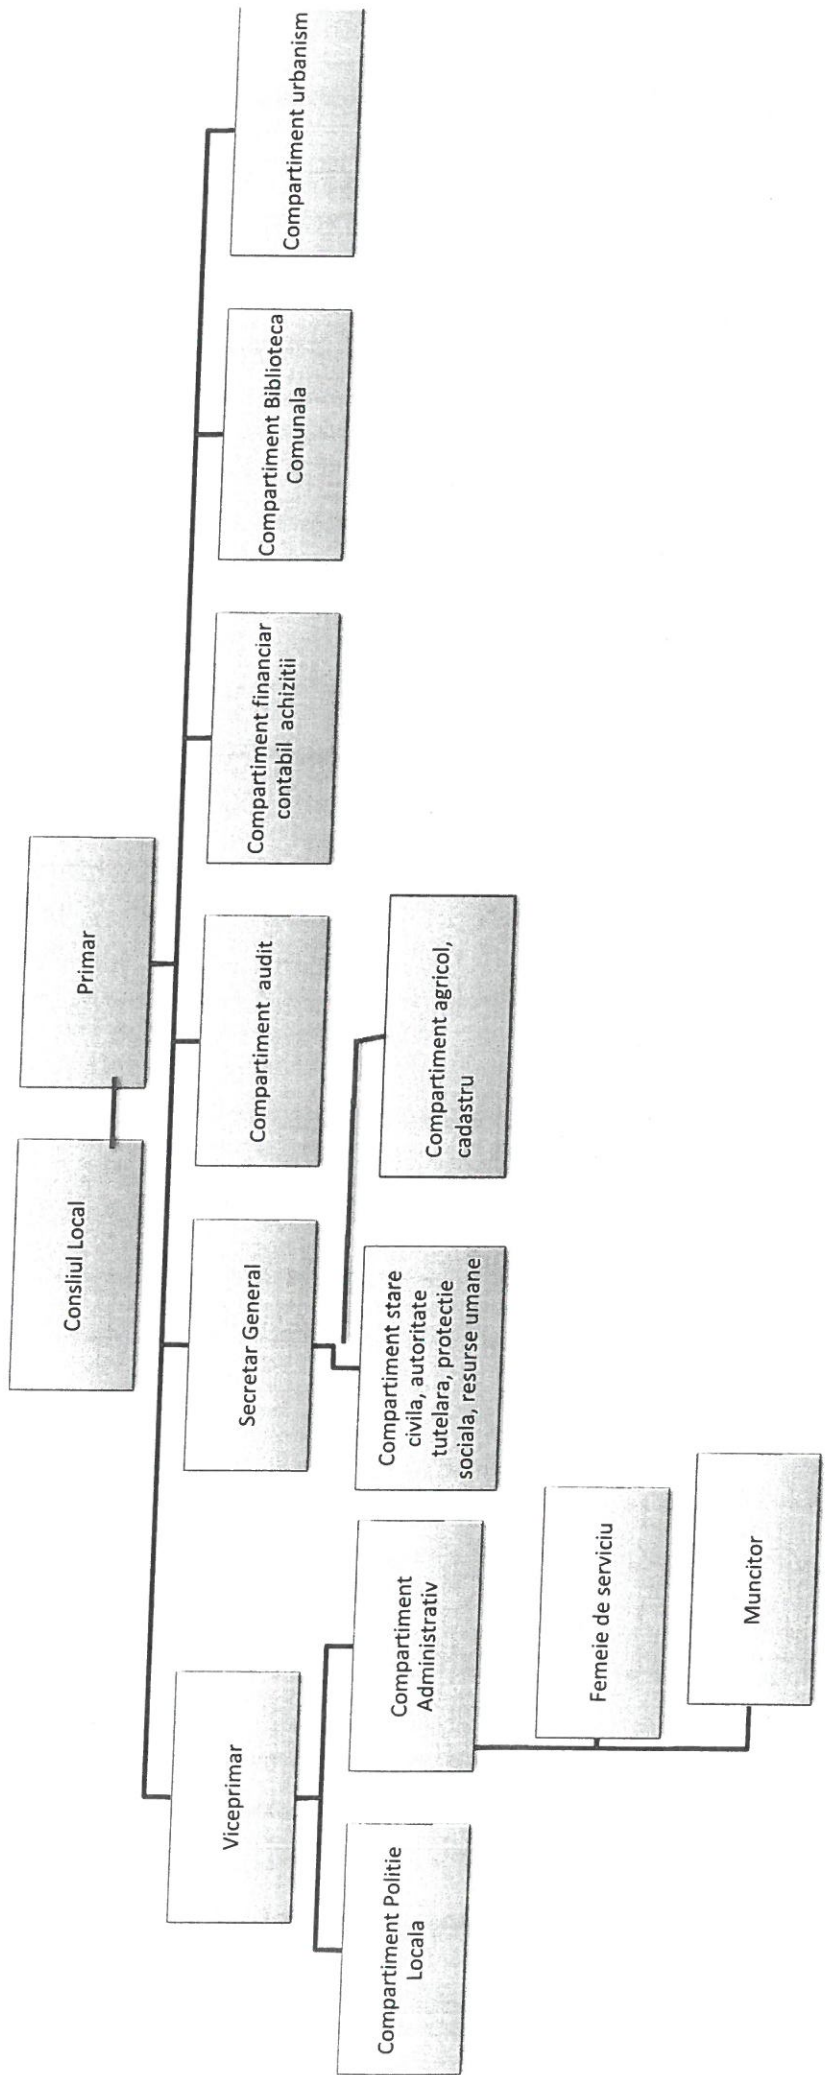 Consliul Local
Primar
Viceprimar
Secretar General
Compartiment audit
Compartiment financiar
contabil achizitii
Compartiment Biblioteca
Comunala
Compartiment urbanism
Compartiment Politie
Locala
Compartiment
Administrativ
Compartiment stare
civila, autoritate
tutelara, protectie
sociala, resurse umane
Compartiment agricol,
cadastru
Femeie de serviciu
Muncitor